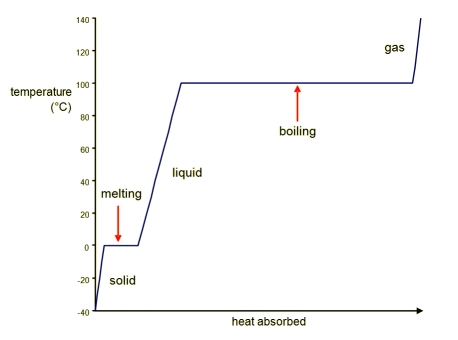 140
120
100
80
60
40
20
0
-20
-40
temperature
(°C)
gas
boiling
liquid
melting
solid
heat absorbed